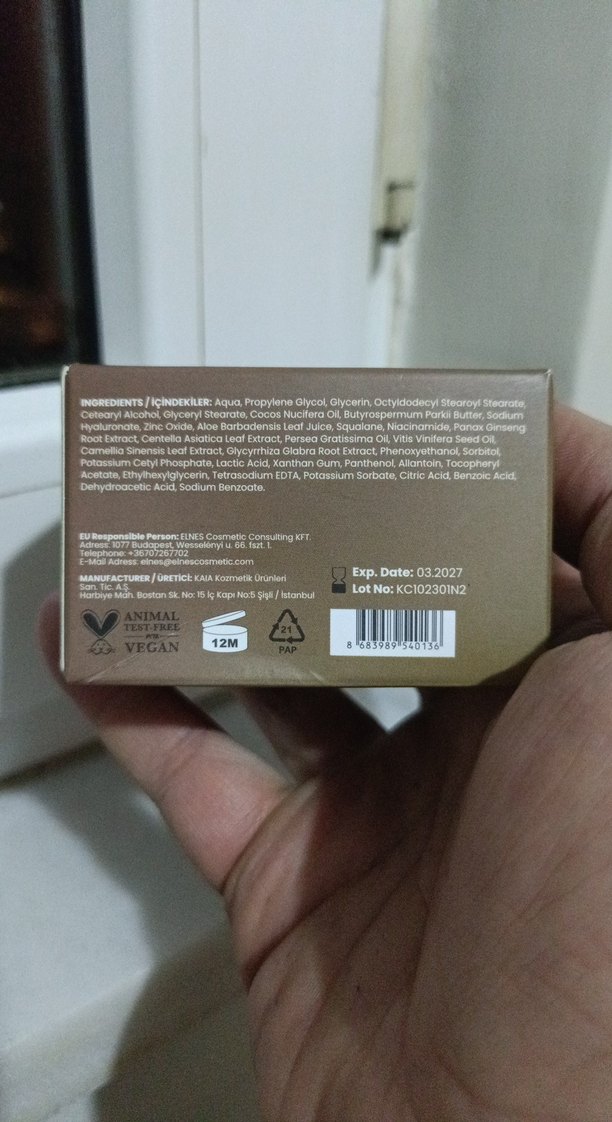 INGREDIENTS / İÇİNDEKİLER: Aqua, Propylene Glycol, Glycerin, Octyldodecyl Stearoyl Stearate,
Cetearyl Alcohol, Glyceryl Stearate, Cocos Nucifera Oil, Butyrospermum Parkii Butter, Sodium
Hyaluronate, Zinc Oxide, Aloe Barbadensis Leaf Juice, Squalane, Niacinamide, Panax Ginseng
Root Extract, Centella Asiatica Leaf Extract, Persea Gratissima Oil, Vitis Vinifera Seed Oil,
Camellia Sinensis Leaf Extract, Glycyrrhiza Glabra Root Extract, Phenoxyethanol, Sorbitol,
Potassium Cetyl Phosphate, Lactic Acid, Xanthan Gum, Panthenol, Allantoin, Tocopheryl
Acetate, Ethylhexylglycerin, Tetrasodium EDTA, Potassium Sorbate, Citric Acid, Benzoic Acid,
Dehydroacetic Acid, Sodium Benzoate.
EU Responsible Person: ELNES Cosmetic Consulting KFT.
Adress: 1077 Budapest, Wesselényi u. 66. fszt. 1.
Telephone: +36707267702
E-Mail Adress: elnes@elnescosmetic.com
MANUFACTURER / ÜRETİCİ: KAIA Kozmetik Ürünleri
San. Tic. A.Ş.
Harbiye Mah. Bostan Sk. No: 15 İç Kapı No:5 Şişli / İstanbul
Exp. Date: 03.2027
Lot No: KC102301N2
ANIMAL
TEST-FREE
PETA
VEGAN
12M
21
PAP
8 683989 540136